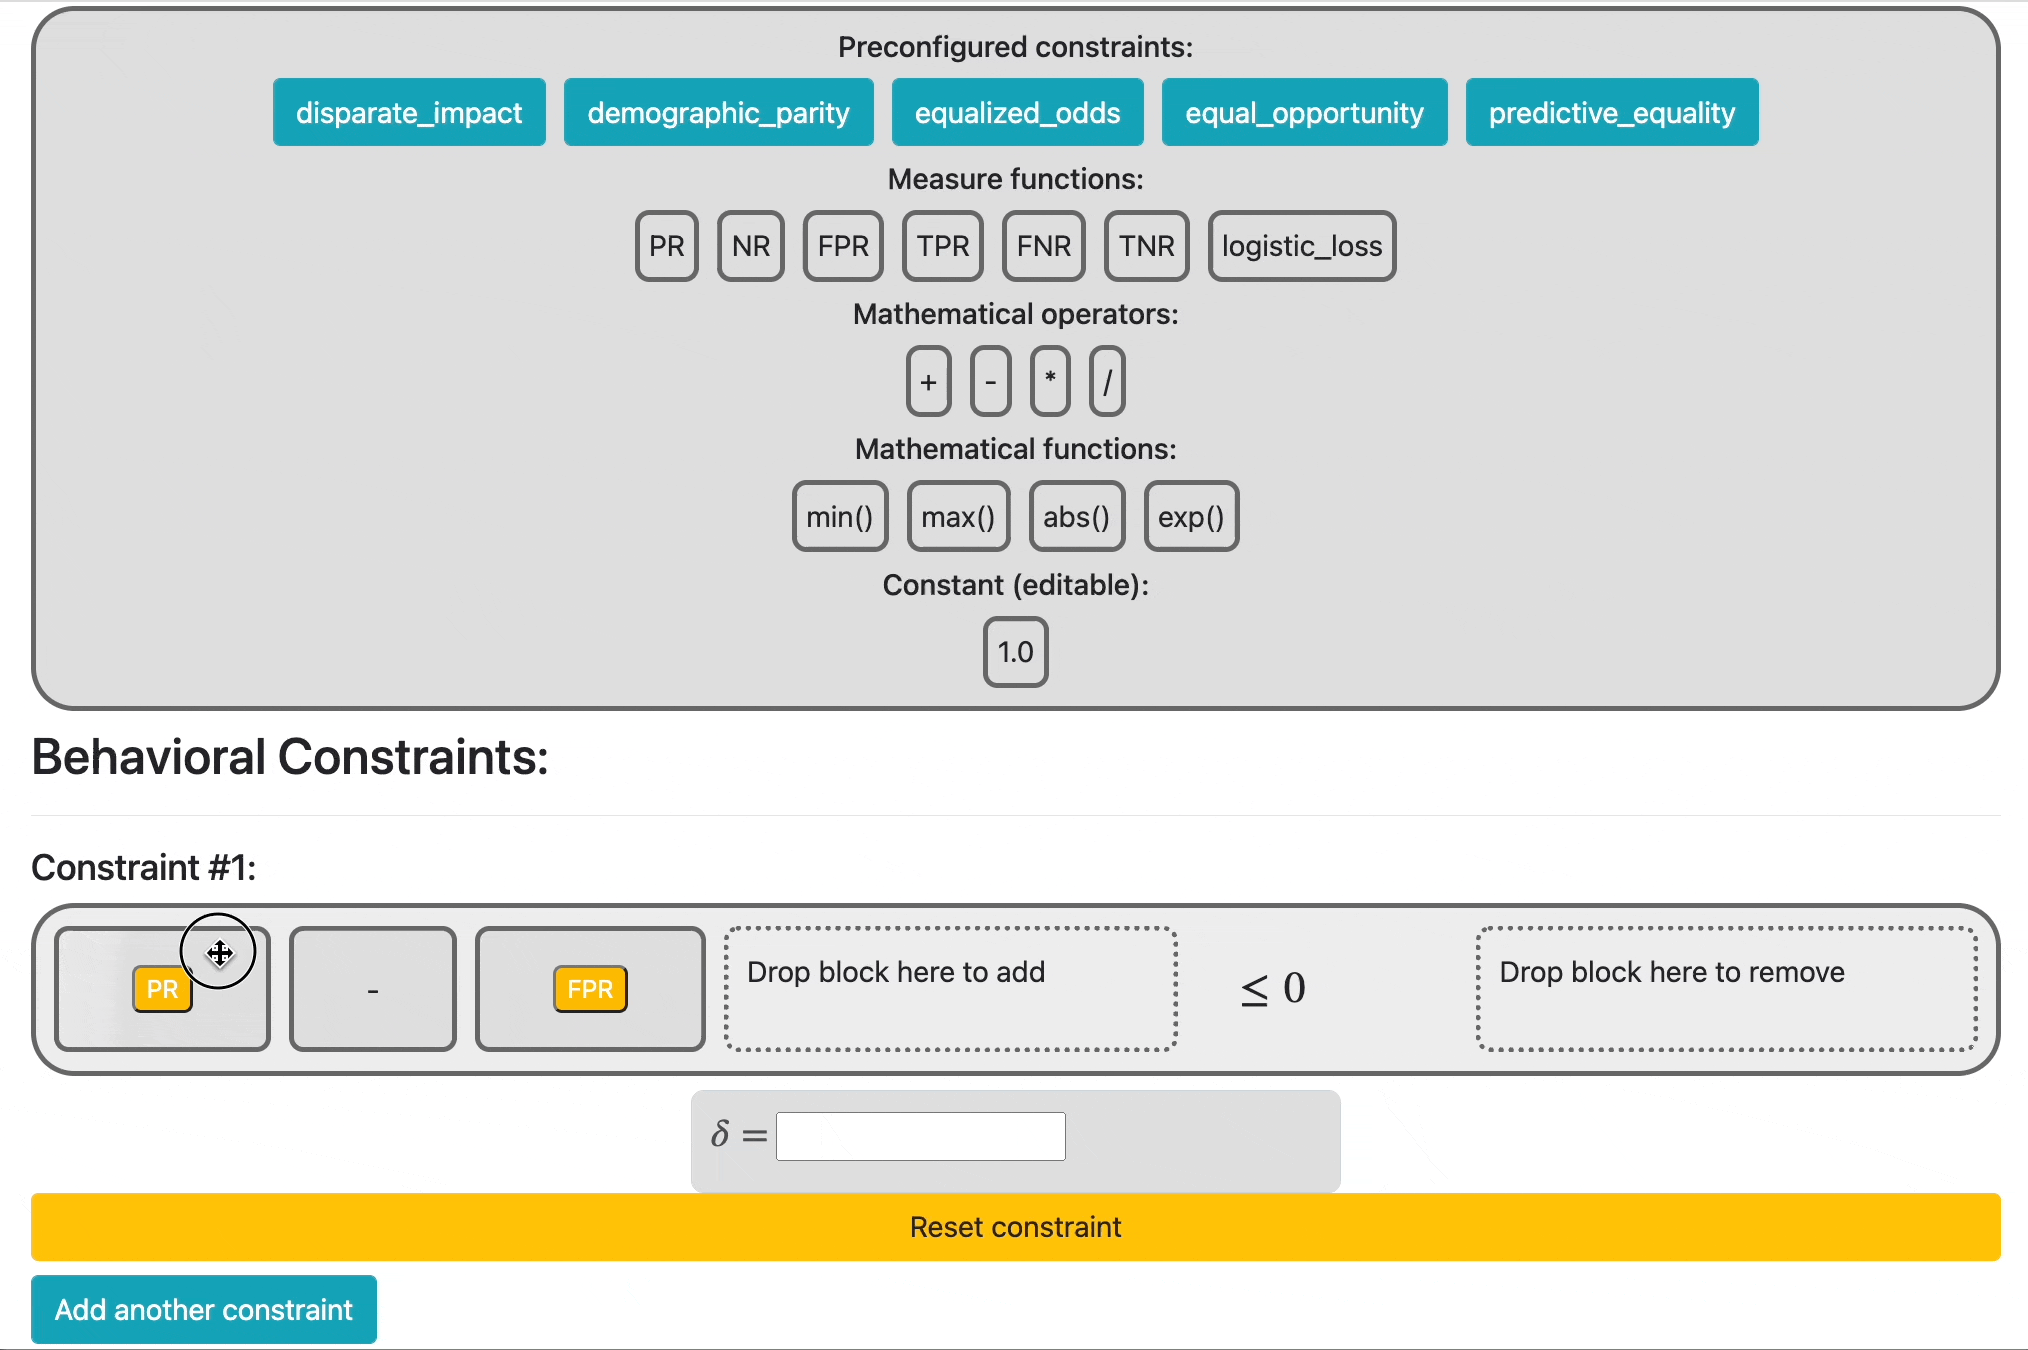 Preconfigured constraints:
disparate_impact demographic_parity equalized_odds equal_opportunity predictive_equality
Measure functions:
PR NR FPR TPR FNR TNR logistic_loss
Mathematical operators:
+ - * /
Mathematical functions:
min() max() abs() exp()
Constant (editable):
1.0
Behavioral Constraints:
Constraint #1:
PR - FPR Drop block here to add ≤ 0 Drop block here to remove
δ =
Reset constraint
Add another constraint